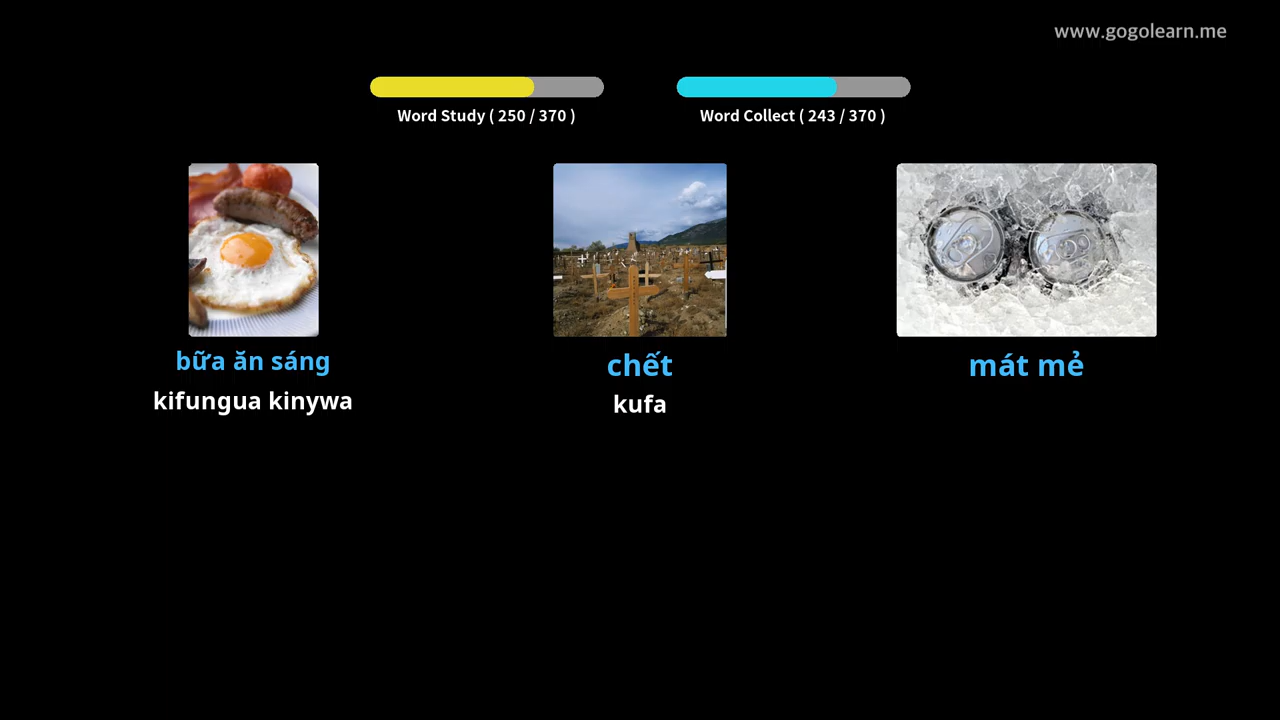 www.gogolearn.me
Word Study ( 250 / 370 )
Word Collect ( 243 / 370 )
bữa ăn sáng
kifungua kinywa
chết
kufa
mát mẻ